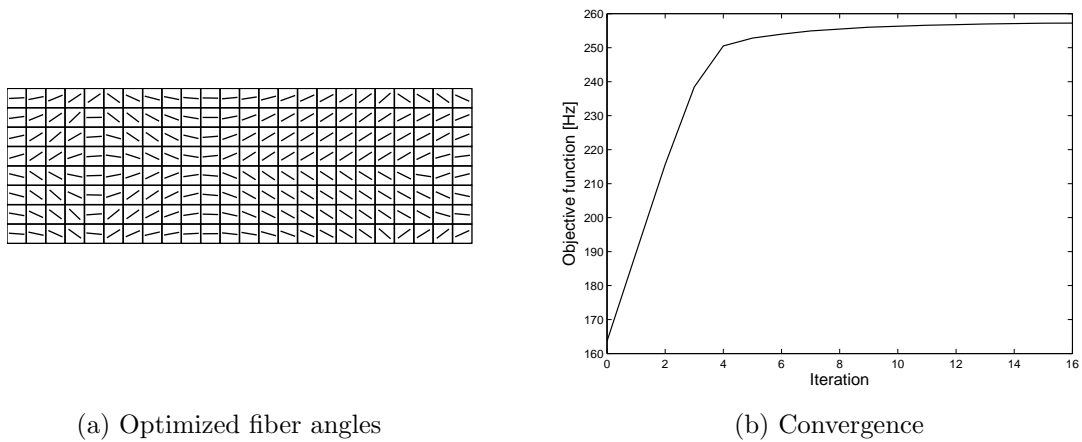 260
250
240
230
220
210
200
190
180
170
160
Objective function [Hz]
0 2 4 6 8 10 12 14 16
Iteration
(a) Optimized fiber angles
(b) Convergence